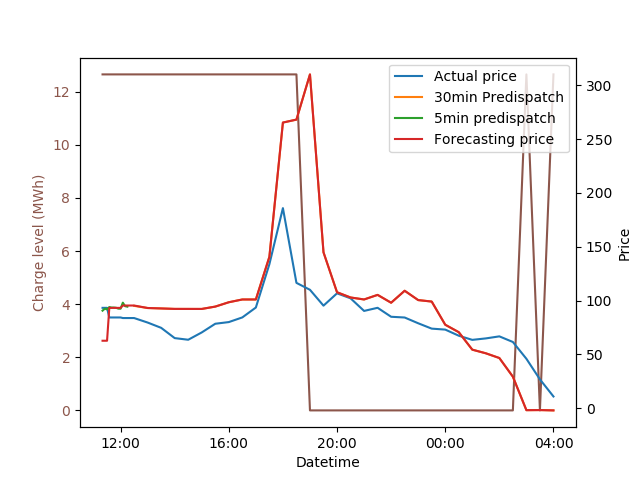 Actual price
30min Predispatch
5min predispatch
Forecasting price
12
10
8
6
4
2
0
Charge level (MWh)
300
250
200
150
100
50
0
Price
12:00 16:00 20:00 00:00 04:00
Datetime